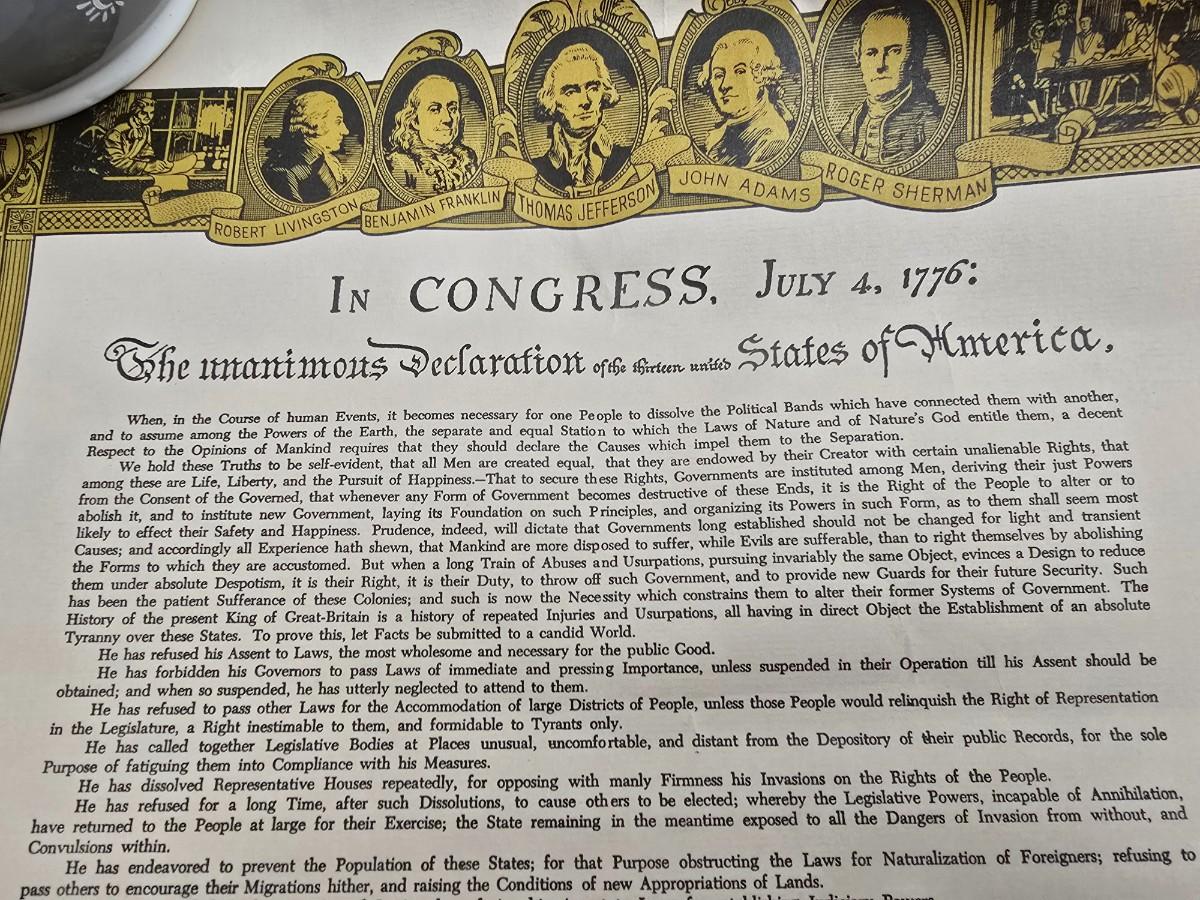 ROBERT LIVINGSTON
BENJAMIN FRANKLIN
THOMAS JEFFERSON
JOHN ADAMS
ROGER SHERMAN
IN CONGRESS, JULY 4, 1776:
The unanimous Declaration of the thirteen united States of America,
When, in the Course of human Events, it becomes necessary for one People to dissolve the Political Bands which have connected them with another,
and to assume among the Powers of the Earth, the separate and equal Station to which the Laws of Nature and of Nature's God entitle them, a decent
Respect to the Opinions of Mankind requires that they should declare the Causes which impel them to the Separation.
We hold these Truths to be self-evident, that all Men are created equal, that they are endowed by their Creator with certain unalienable Rights, that
among these are Life, Liberty, and the Pursuit of Happiness.—That to secure these Rights, Governments are instituted among Men, deriving their just Powers
from the Consent of the Governed, that whenever any Form of Government becomes destructive of these Ends, it is the Right of the People to alter or to
abolish it, and to institute new Government, laying its Foundation on such Principles, and organizing its Powers in such Form, as to them shall seem most
likely to effect their Safety and Happiness. Prudence, indeed, will dictate that Governments long established should not be changed for light and transient
Causes; and accordingly all Experience hath shewn, that Mankind are more disposed to suffer, while Evils are sufferable, than to right themselves by abolishing
the Forms to which they are accustomed. But when a long Train of Abuses and Usurpations, pursuing invariably the same Object, evinces a Design to reduce
them under absolute Despotism, it is their Right, it is their Duty, to throw off such Government, and to provide new Guards for their future Security. Such
has been the patient Sufferance of these Colonies; and such is now the Necessity which constrains them to alter their former Systems of Government. The
History of the present King of Great-Britain is a history of repeated Injuries and Usurpations, all having in direct Object the Establishment of an absolute
Tyranny over these States. To prove this, let Facts be submitted to a candid World.
He has refused his Assent to Laws, the most wholesome and necessary for the public Good.
He has forbidden his Governors to pass Laws of immediate and pressing Importance, unless suspended in their Operation till his Assent should be
obtained; and when so suspended, he has utterly neglected to attend to them.
He has refused to pass other Laws for the Accommodation of large Districts of People, unless those People would relinquish the Right of Representation
in the Legislature, a Right inestimable to them, and formidable to Tyrants only.
He has called together Legislative Bodies at Places unusual, uncomfortable, and distant from the Depository of their public Records, for the sole
Purpose of fatiguing them into Compliance with his Measures.
He has dissolved Representative Houses repeatedly, for opposing with manly Firmness his Invasions on the Rights of the People.
He has refused for a long Time, after such Dissolutions, to cause others to be elected; whereby the Legislative Powers, incapable of Annihilation,
have returned to the People at large for their Exercise; the State remaining in the meantime exposed to all the Dangers of Invasion from without, and
Convulsions within.
He has endeavored to prevent the Population of these States; for that Purpose obstructing the Laws for Naturalization of Foreigners; refusing to
pass others to encourage their Migrations hither, and raising the Conditions of new Appropriations of Lands.